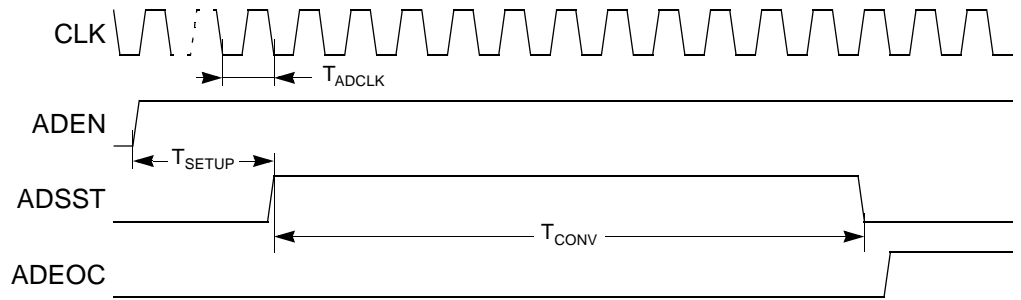 CLK
T_ADCLK
ADEN
T_SETUP
ADSST
T_CONV
ADEOC